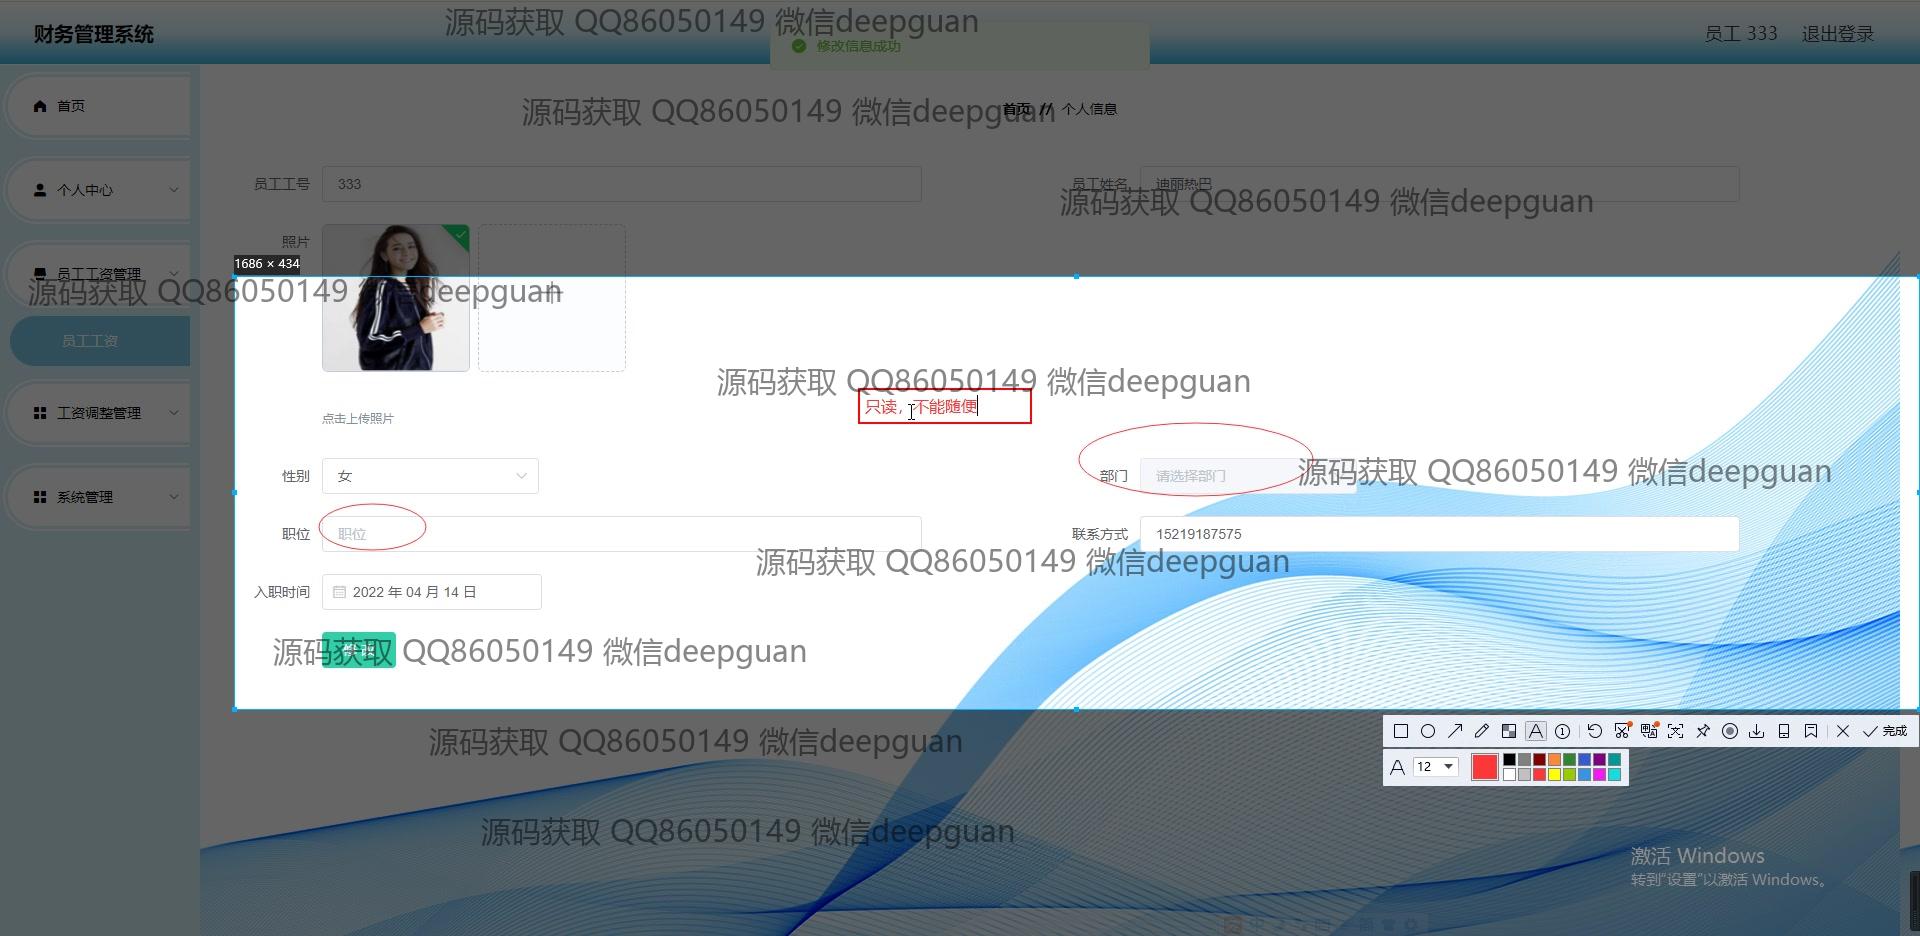 源码获取 QQ86050149 微信deepguan
财务管理系统
员工 333 退出登录
修改信息成功
首页
源码获取 QQ86050149 微信deepguan
首页 // 个人信息
个人中心
员工工号 333
员工姓名 迪丽热巴
源码获取 QQ86050149 微信deepguan
照片
1686 × 434
员工工资管理
源码获取 QQ86050149 微信deepguan
员工工资
源码获取 QQ86050149 微信deepguan
只读，不能随便
工资调整管理
点击上传照片
性别 女
部门 请选择部门
源码获取 QQ86050149 微信deepguan
系统管理
职位 职位
联系方式 15219187575
源码获取 QQ86050149 微信deepguan
入职时间 2022 年 04 月 14 日
源码获取 QQ86050149 微信deepguan
完成
源码获取 QQ86050149 微信deepguan
A 12
源码获取 QQ86050149 微信deepguan
激活 Windows
转到“设置”以激活 Windows。